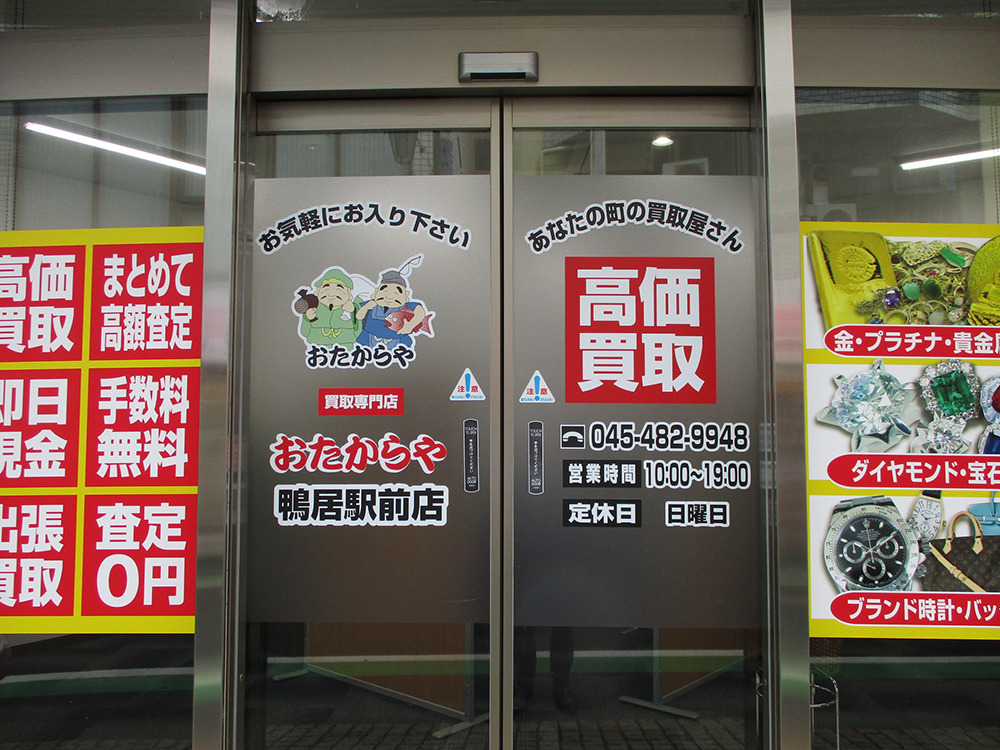 高価
買取
まとめて
高額査定
即日
現金
手数料
無料
出張
買取
査定
0円
お気軽にお入り下さい
おたからや
買取専門店
注意
おたからや
鴨居駅前店
あなたの町の買取屋さん
高価
買取
注意
045-482-9948
営業時間 10:00~19:00
定休日 日曜日
金・プラチナ・貴金属
ダイヤモンド・宝石
ブランド時計・バッ